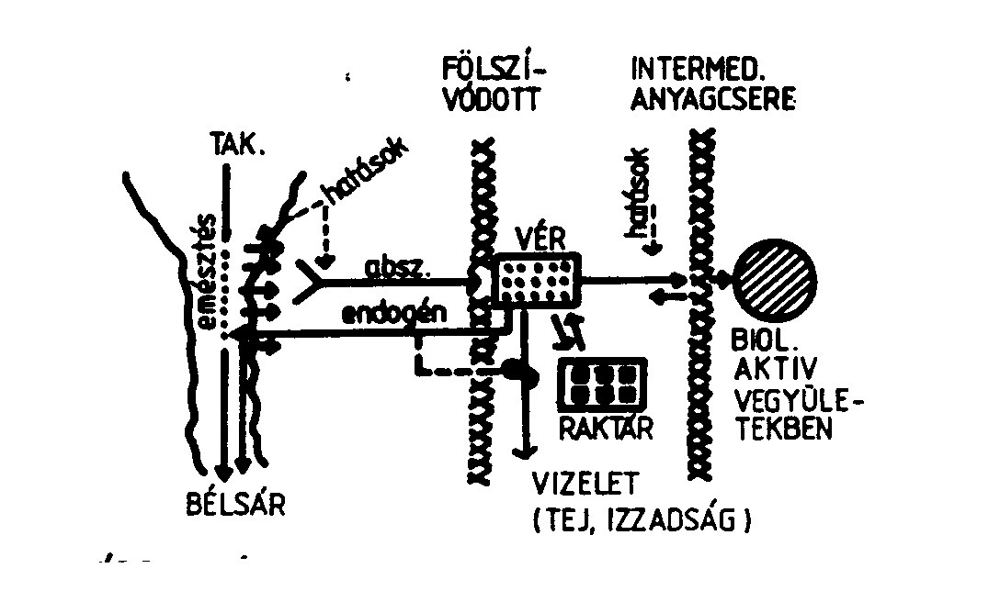 FÖLSZÍ-
VÓDOTT
INTERMED.
ANYAGCSERE
TAK.
hatások
hatások
emésztés
VÉR
absz.
endogén
BIOL.
AKTIV
VEGYÜLE-
TEKBEN
RAKTÁR
BÉLSÁR
VIZELET
(TEJ, IZZADSÁG)